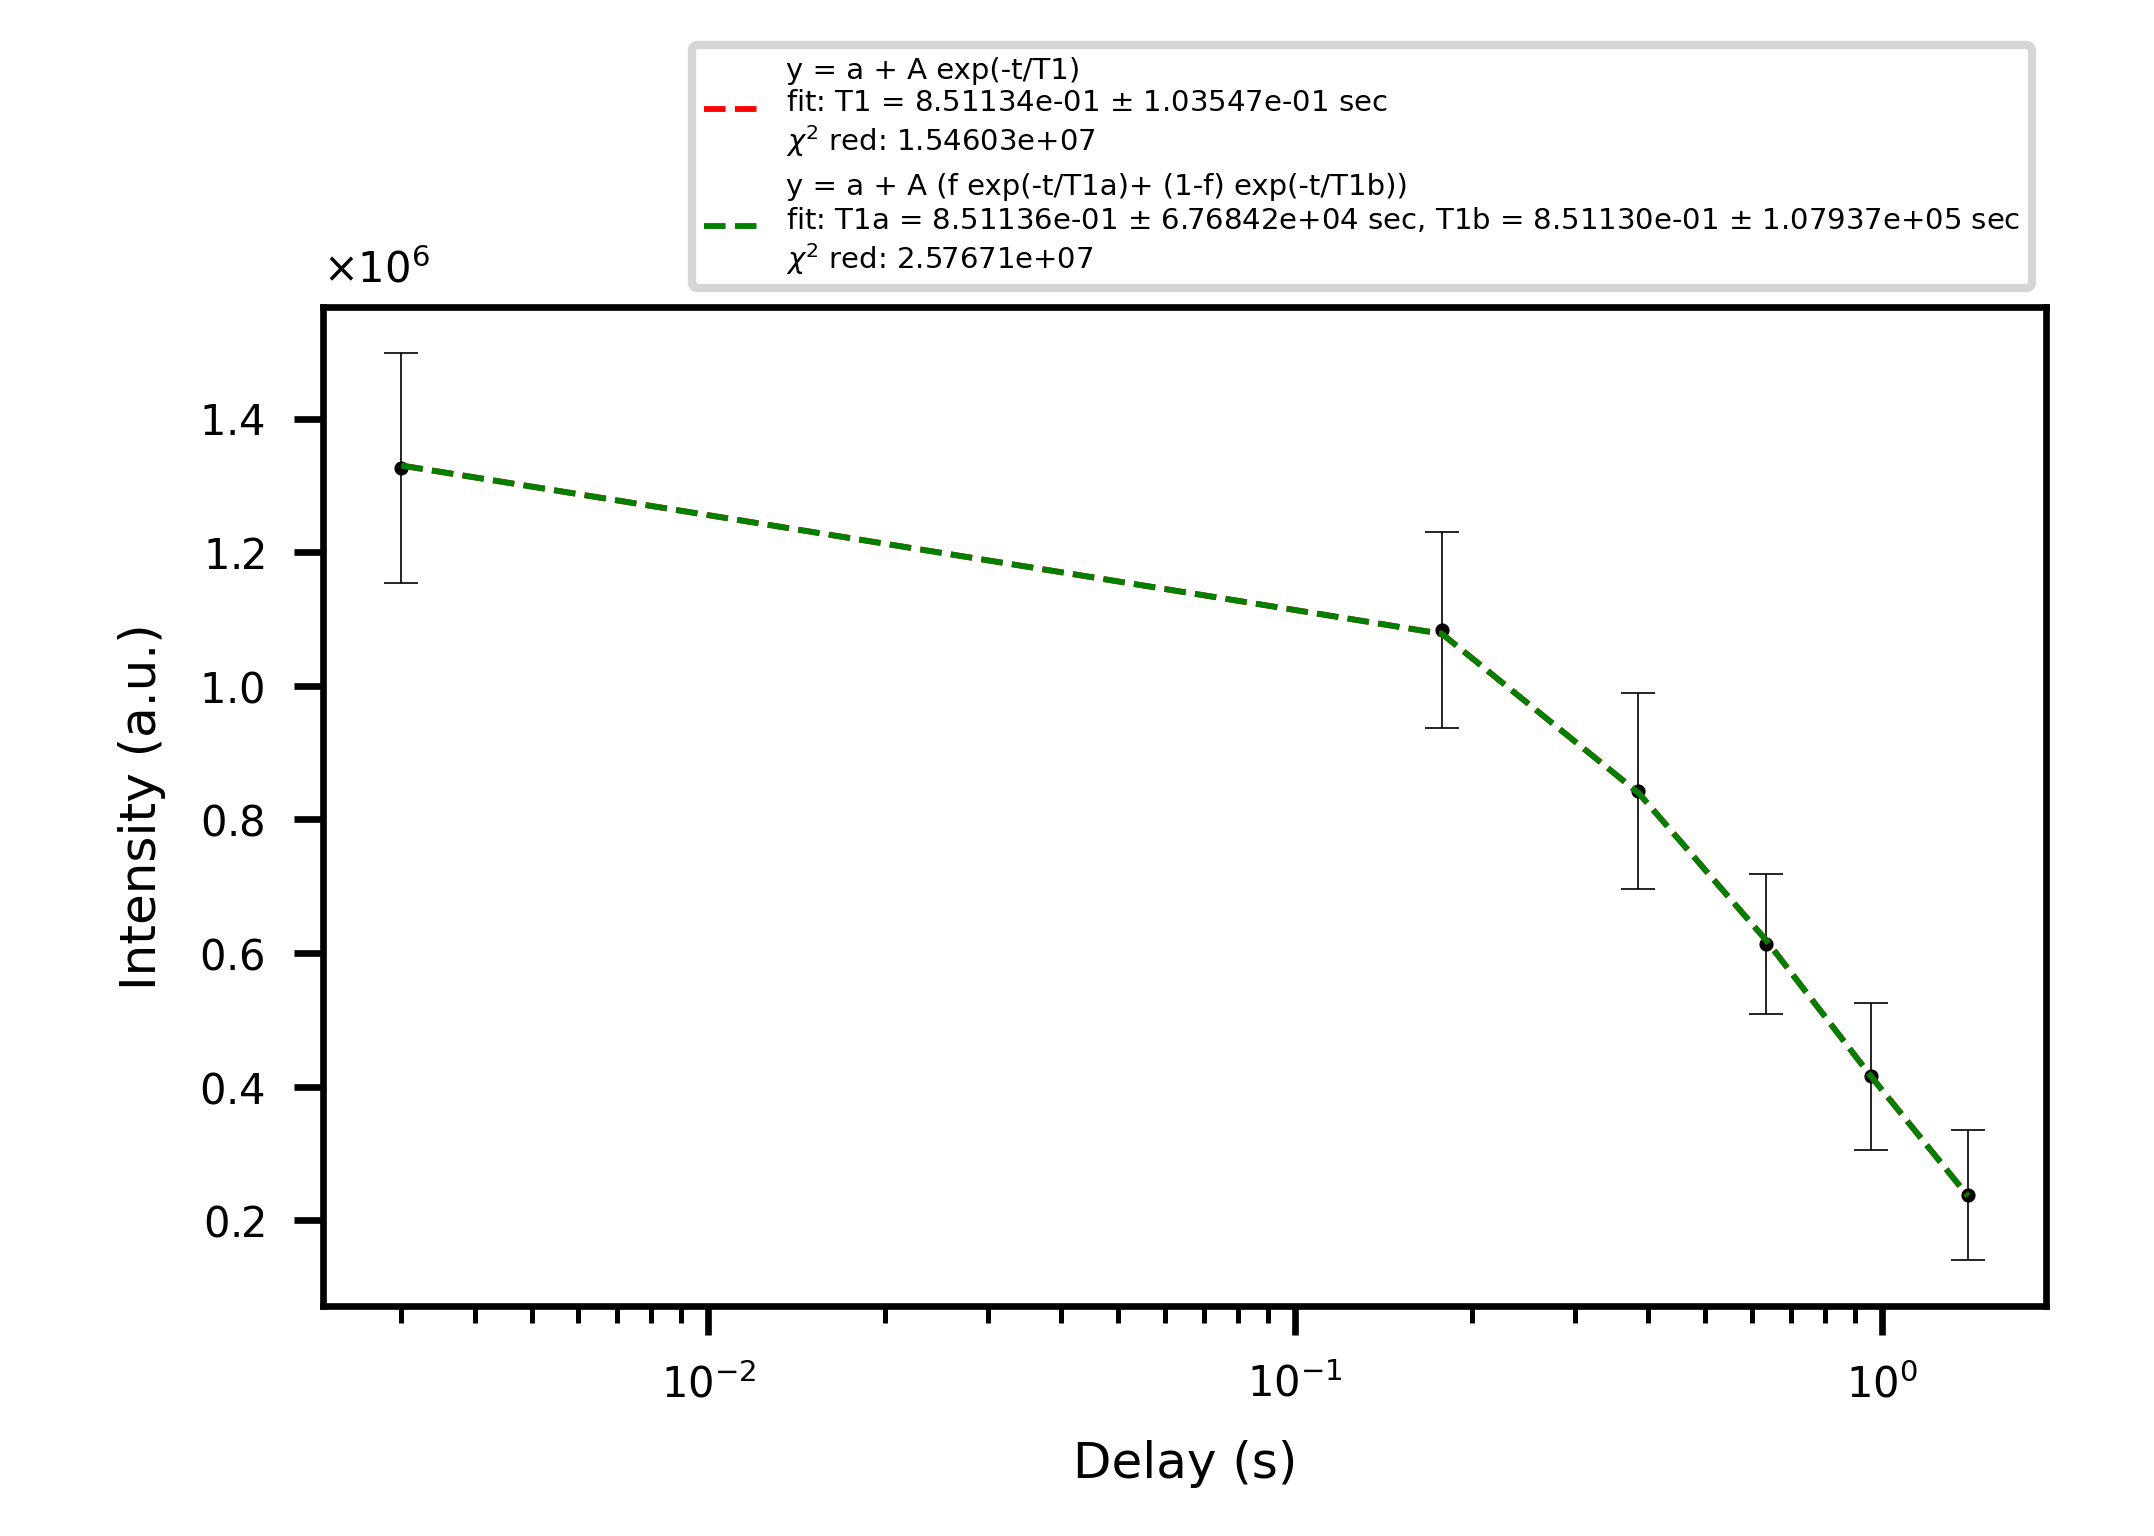 y = a + A exp(-t/T1)
fit: T1 = 8.51134e-01 ± 1.03547e-01 sec
χ² red: 1.54603e+07
y = a + A (f exp(-t/T1a)+ (1-f) exp(-t/T1b))
fit: T1a = 8.51136e-01 ± 6.76842e+04 sec, T1b = 8.51130e-01 ± 1.07937e+05 sec
χ² red: 2.57671e+07
×10⁶
1.4
1.2
1.0
0.8
0.6
0.4
0.2
Intensity (a.u.)
10⁻² 10⁻¹ 10⁰
Delay (s)